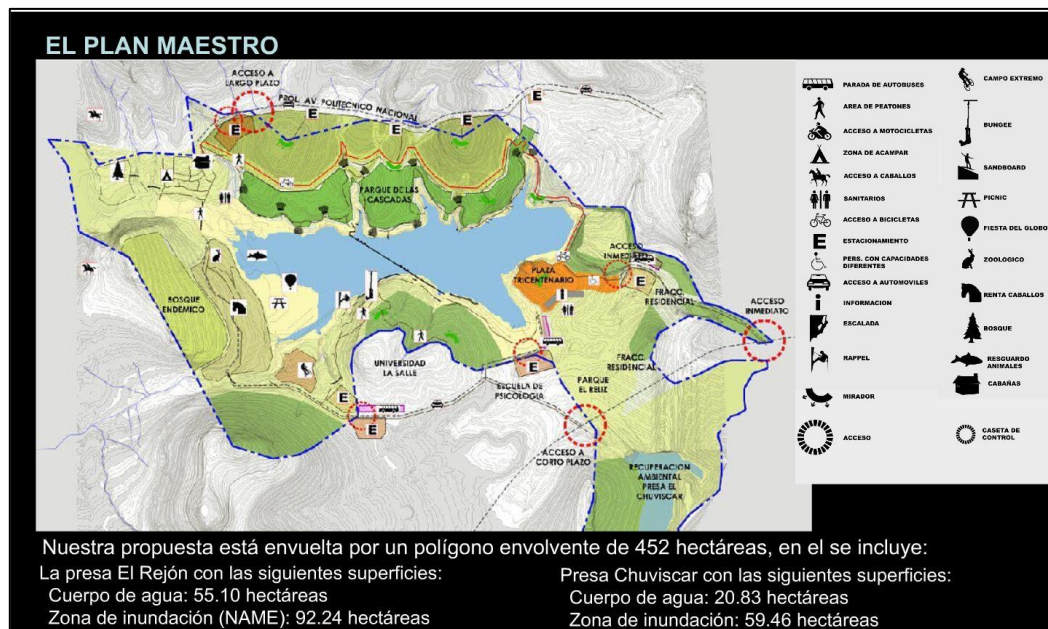 EL PLAN MAESTRO
ACCESO A
LARGO PLAZO
PROL. AV. POLITECNICO NACIONAL
E
E
E
E
E
PARQUE DE LAS
CASCADAS
BOSQUE
ENDEMICO
PLAZA
TRICENTENARIO
ACCESO
INMEDIATO
E
FRACC.
RESIDENCIAL
ACCESO
INMEDIATO
FRACC.
RESIDENCIAL
UNIVERSIDAD
LA SALLE
E
ESCUELA DE
PSICOLOGIA
PARQUE
EL RELIZ
E
E
ACCESO A
CORTO PLAZO
RECUPERACION
AMBIENTAL
PRESA EL
CHUVISCAR
PARADA DE AUTOBUSES
AREA DE PEATONES
ACCESO A MOTOCICLETAS
ZONA DE ACAMPAR
ACCESO A CABALLOS
SANITARIOS
ACCESO A BICICLETAS
E ESTACIONAMIENTO
PERS. CON CAPACIDADES
DIFERENTES
ACCESO A AUTOMOVILES
i INFORMACION
ESCALADA
RAPPEL
MIRADOR
ACCESO
CAMPO EXTREMO
BUNGEE
SANDBOARD
PICNIC
FIESTA DEL GLOBO
ZOOLOGICO
RENTA CABALLOS
BOSQUE
RESGUARDO
ANIMALES
CABAÑAS
CASETA DE
CONTROL
Nuestra propuesta está envuelta por un polígono envolvente de 452 hectáreas, en el se incluye:
La presa El Rejón con las siguientes superficies:
Cuerpo de agua: 55.10 hectáreas
Zona de inundación (NAME): 92.24 hectáreas
Presa Chuviscar con las siguientes superficies:
Cuerpo de agua: 20.83 hectáreas
Zona de inundación: 59.46 hectáreas